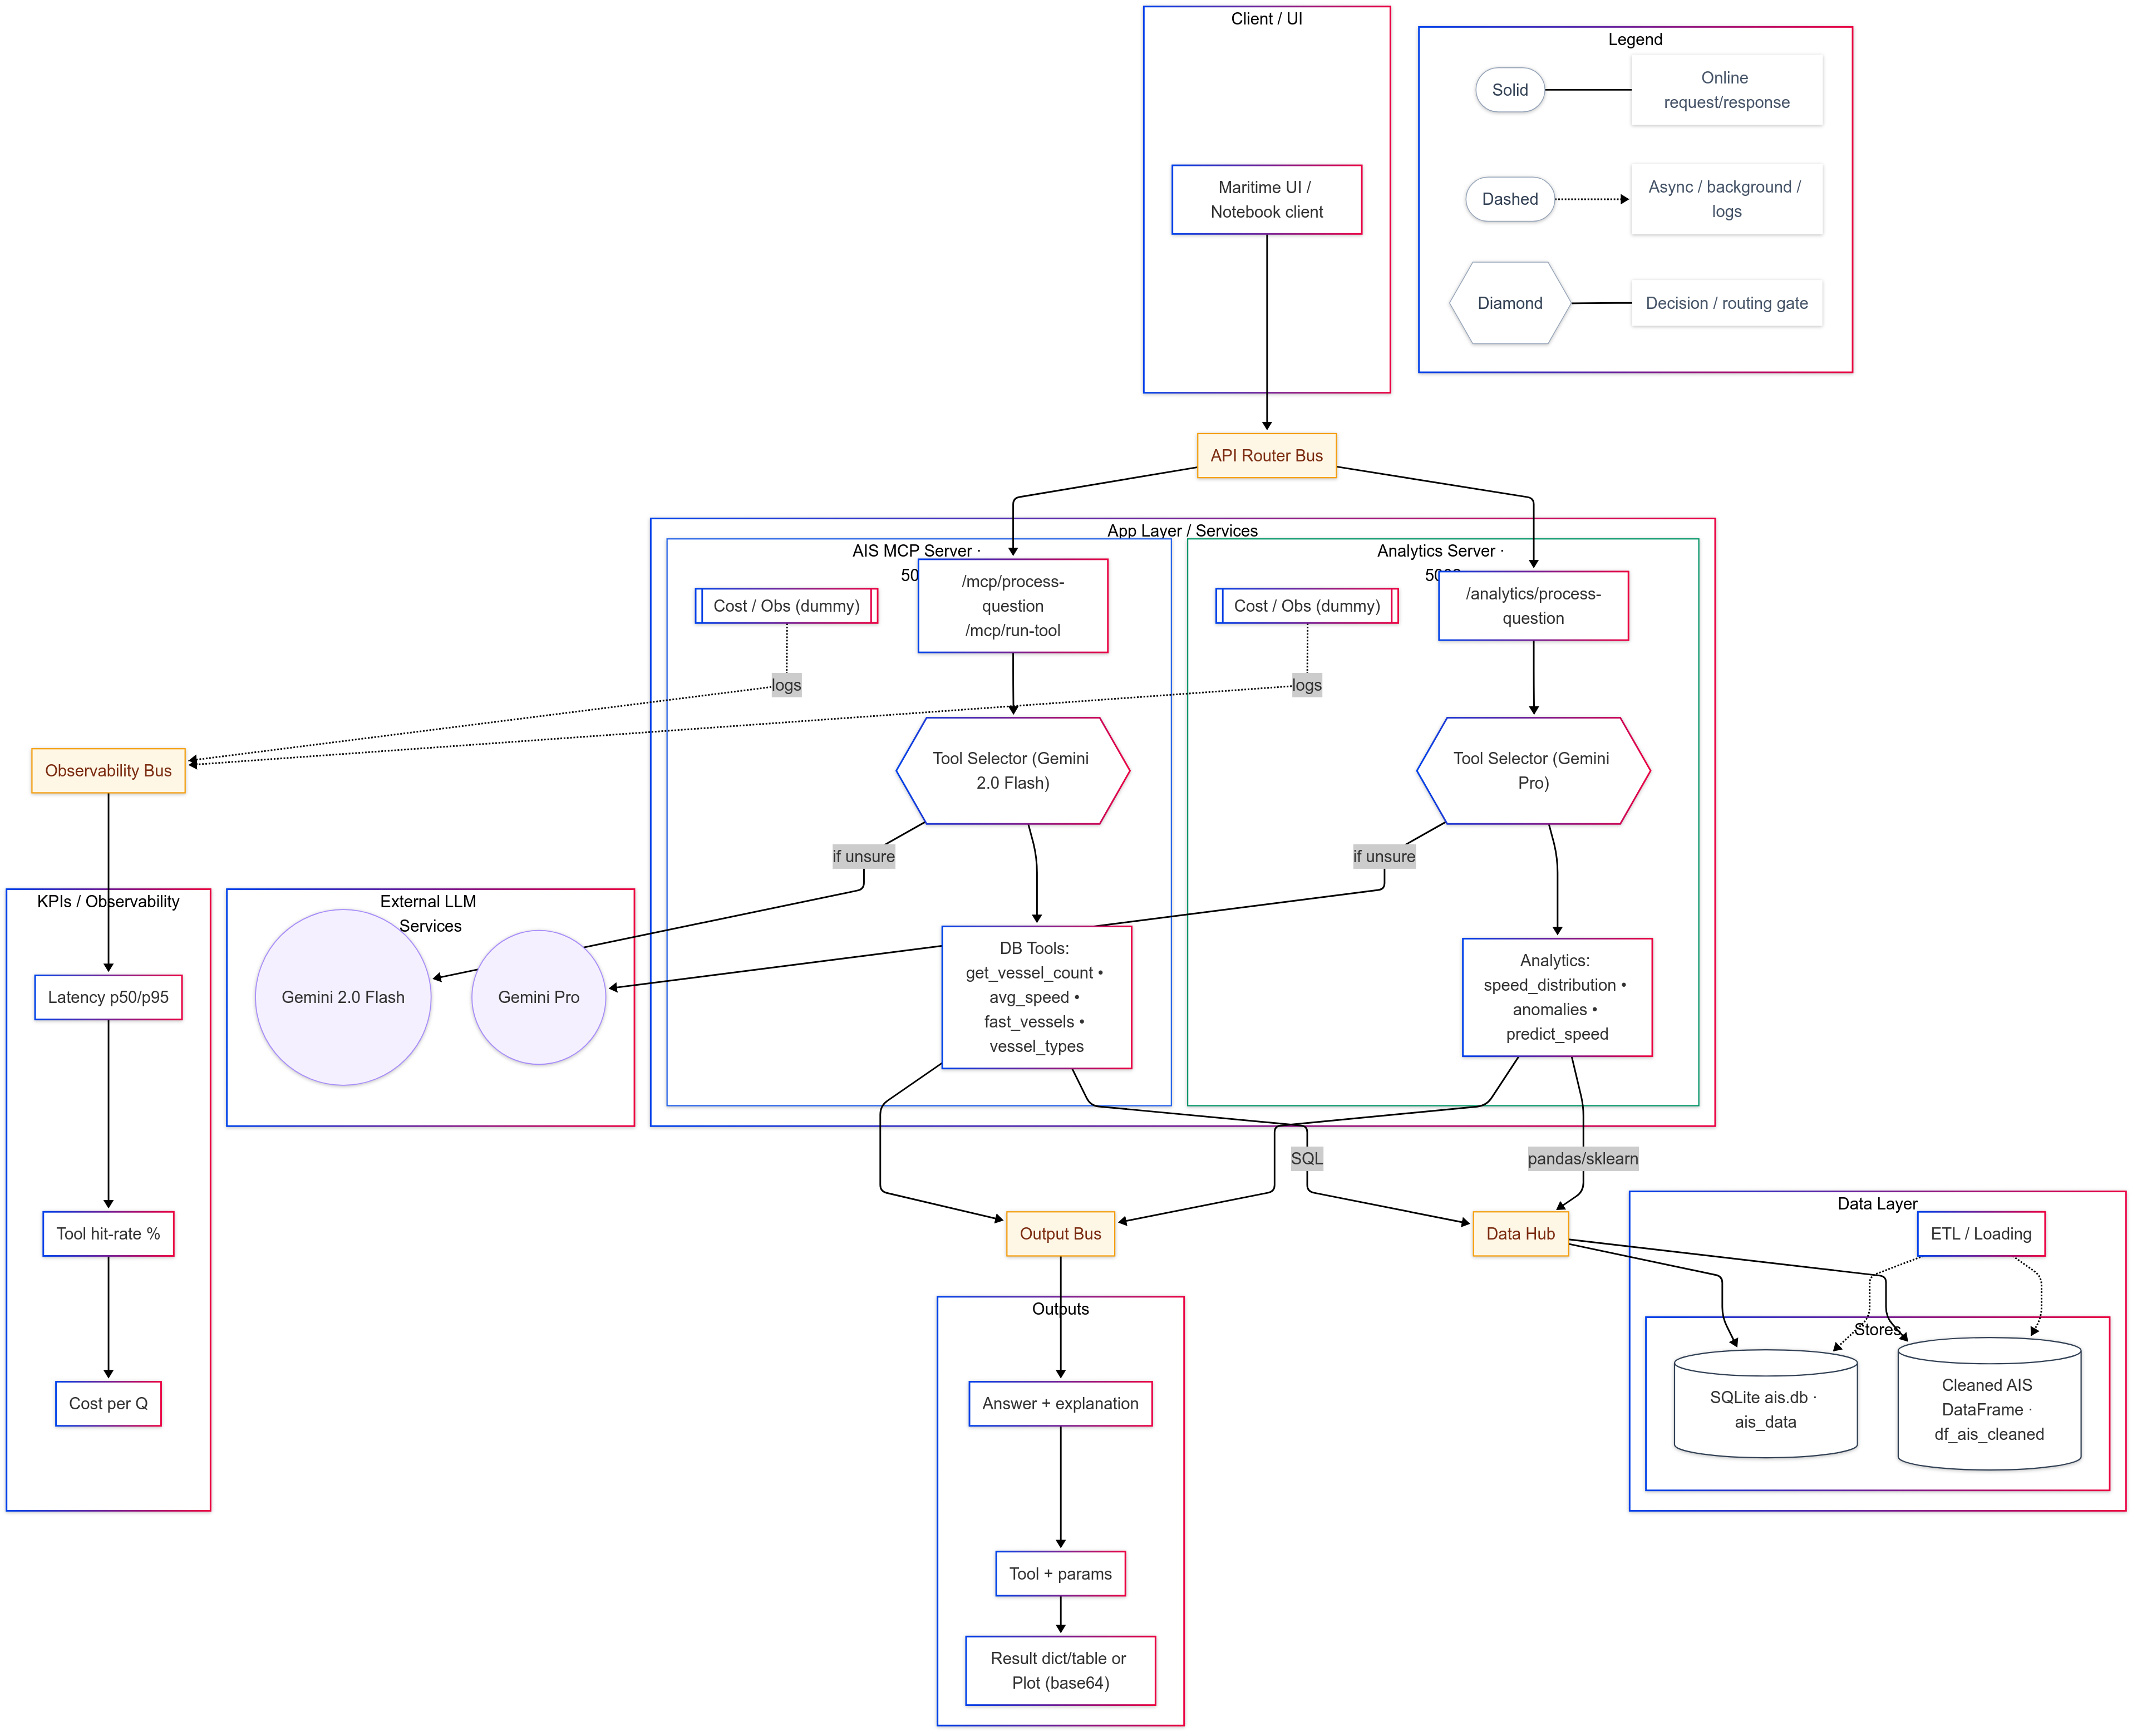 Client / UI
Maritime UI /
Notebook client
Legend
Solid
Online
request/response
Dashed
Async / background /
logs
Diamond
Decision / routing gate
API Router Bus
App Layer / Services
AIS MCP Server ·
Cost / Obs (dummy)
/mcp/process-
question
/mcp/run-tool
logs
Tool Selector (Gemini
2.0 Flash)
if unsure
DB Tools:
get_vessel_count •
avg_speed •
fast_vessels •
vessel_types
Analytics Server ·
Cost / Obs (dummy)
/analytics/process-
question
logs
Tool Selector (Gemini
Pro)
if unsure
Analytics:
speed_distribution •
anomalies •
predict_speed
Observability Bus
KPIs / Observability
Latency p50/p95
Tool hit-rate %
Cost per Q
External LLM
Services
Gemini 2.0 Flash
Gemini Pro
SQL
pandas/sklearn
Output Bus
Data Hub
Outputs
Answer + explanation
Tool + params
Result dict/table or
Plot (base64)
Data Layer
ETL / Loading
Stores
SQLite ais.db ·
ais_data
Cleaned AIS
DataFrame ·
df_ais_cleaned